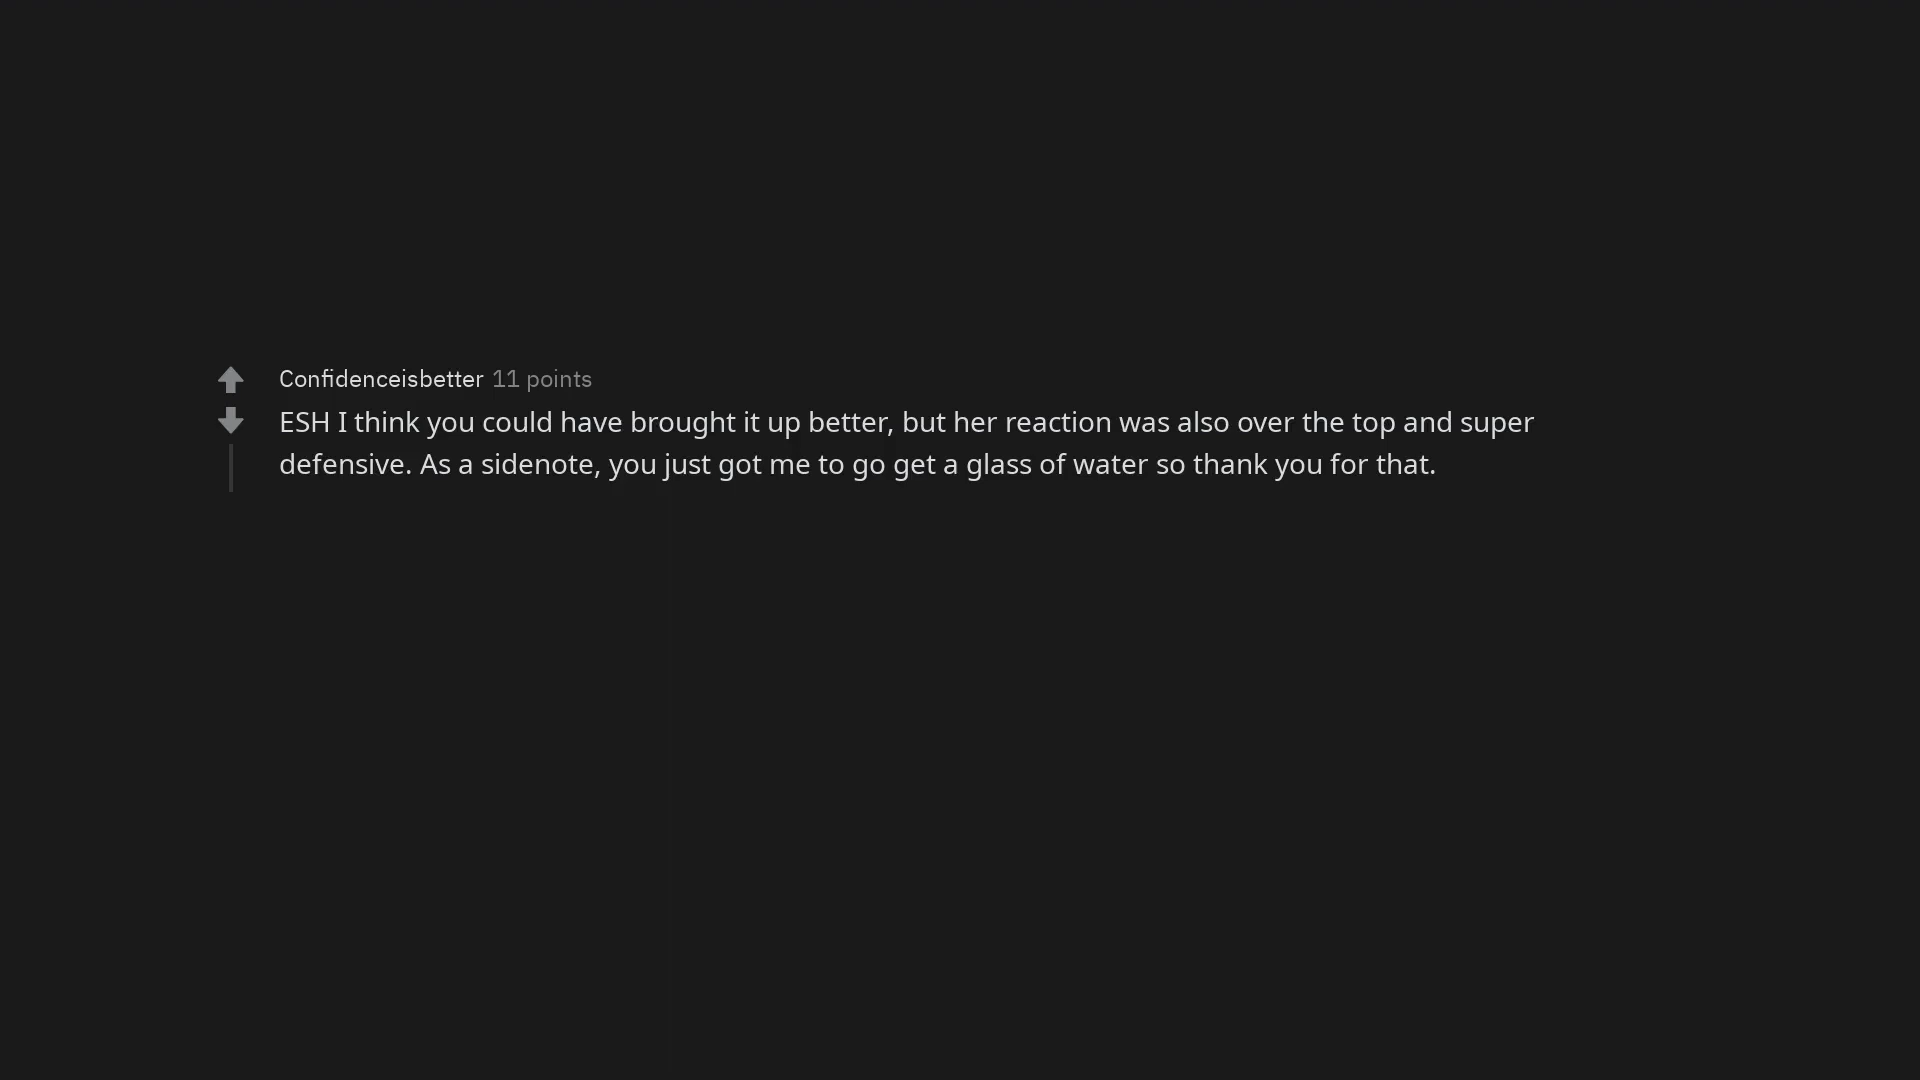 Confidenceisbetter 11 points
ESH I think you could have brought it up better, but her reaction was also over the top and super
defensive. As a sidenote, you just got me to go get a glass of water so thank you for that.